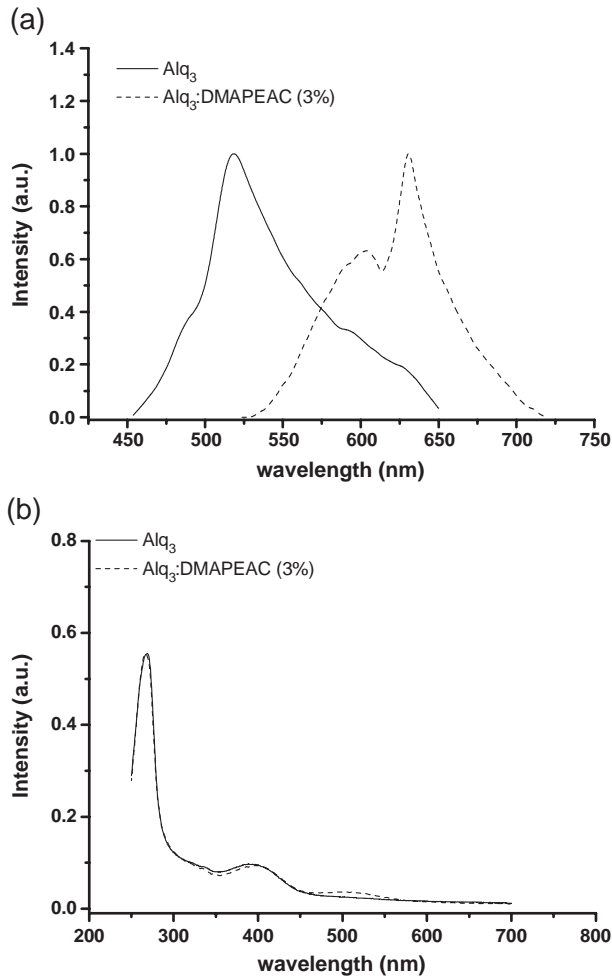 (a)
Alq₃
Alq₃:DMAPEAC (3%)
1.4
1.2
1.0
0.8
0.6
0.4
0.2
0.0
Intensity (a.u.)
450 500 550 600 650 700 750
wavelength (nm)
(b)
Alq₃
Alq₃:DMAPEAC (3%)
0.8
0.6
0.4
0.2
0.0
Intensity (a.u.)
200 300 400 500 600 700 800
wavelength (nm)